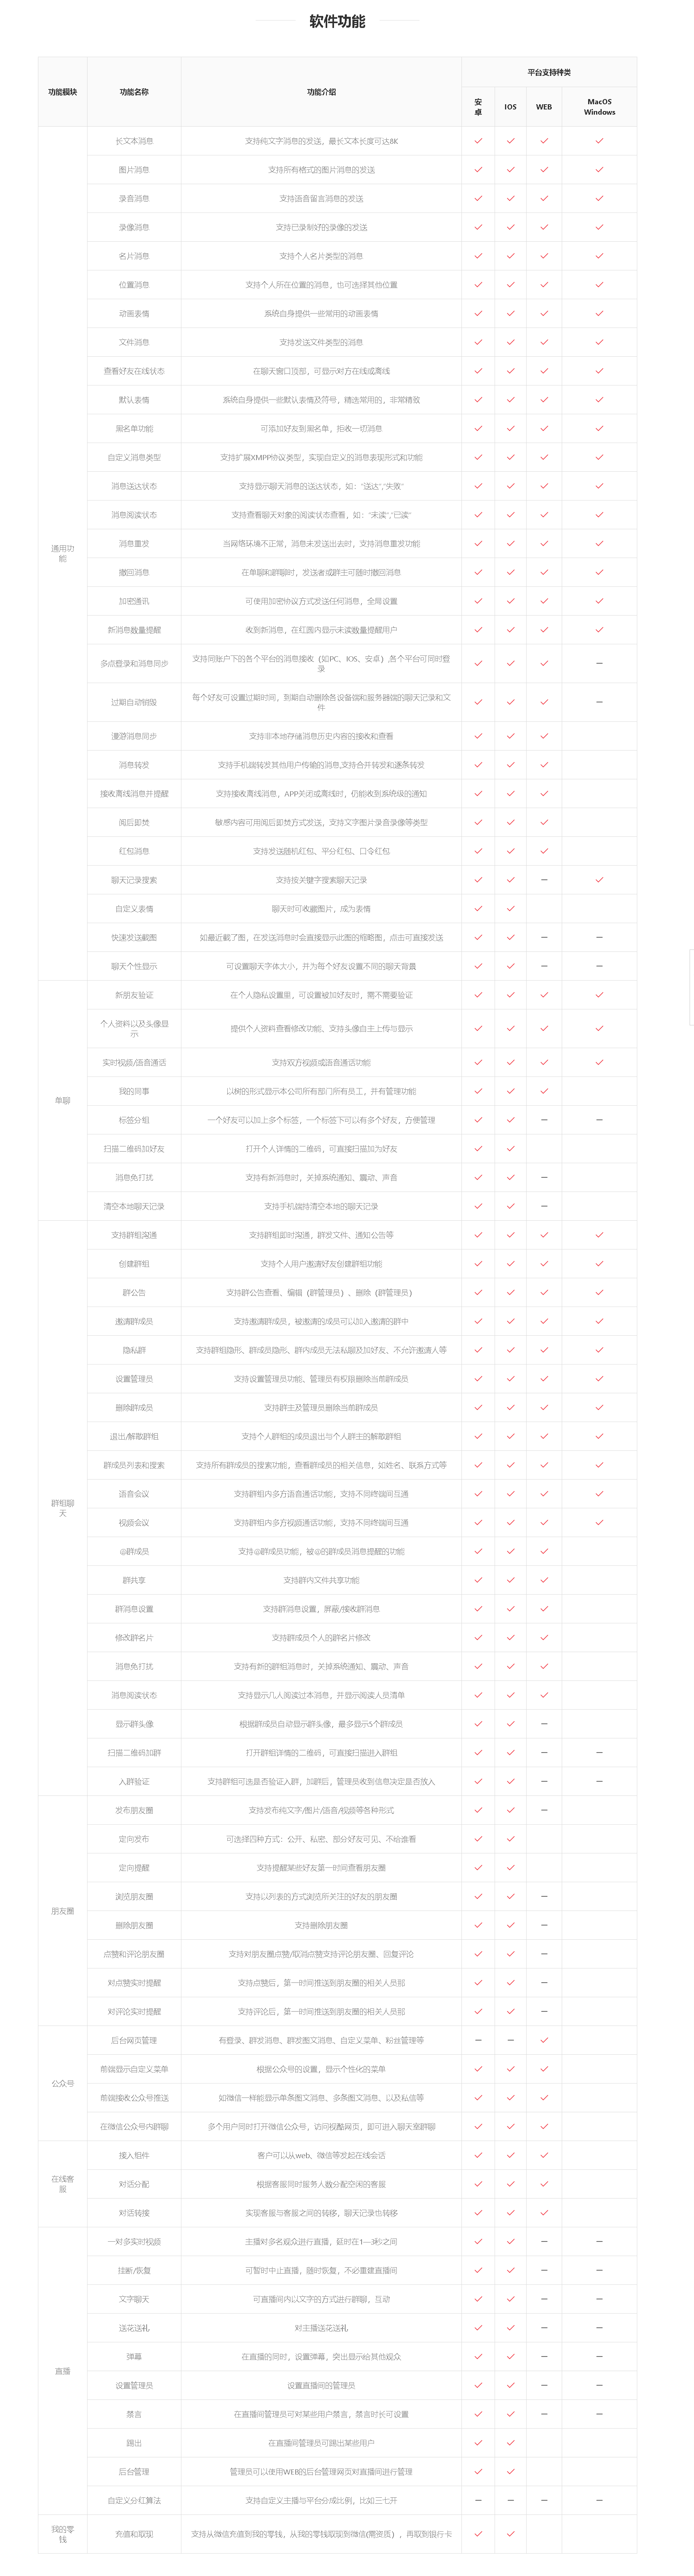 软件功能
功能模块 功能名称 功能介绍 平台支持种类
安卓 IOS WEB MacOS Windows
通用功能
长文本消息 支持纯文字消息的发送，最长文本长度可达8K ✓ ✓ ✓ ✓
图片消息 支持所有格式的图片消息的发送 ✓ ✓ ✓ ✓
录音消息 支持语音留言消息的发送 ✓ ✓ ✓ ✓
录像消息 支持已录制好的录像的发送 ✓ ✓ ✓ ✓
名片消息 支持个人名片类型的消息 ✓ ✓ ✓ ✓
位置消息 支持个人所在位置的消息，也可选择其他位置 ✓ ✓ ✓ ✓
动画表情 系统自身提供一些常用的动画表情 ✓ ✓ ✓ ✓
文件消息 支持发送文件类型的消息 ✓ ✓ ✓ ✓
查看好友在线状态 在聊天窗口顶部，可显示对方在线或离线 ✓ ✓ ✓ ✓
默认表情 系统自身提供一些默认表情及符号，精选常用的，非常精致 ✓ ✓ ✓ ✓
黑名单功能 可添加好友到黑名单，拒收一切消息 ✓ ✓ ✓ ✓
自定义消息类型 支持扩展XMPP协议类型，实现自定义的消息表现形式和功能 ✓ ✓ ✓ ✓
消息送达状态 支持显示聊天消息的送达状态，如："送达","失败" ✓ ✓ ✓ ✓
消息阅读状态 支持查看聊天对象的阅读状态查看，如："未读","已读" ✓ ✓ ✓ ✓
消息重发 当网络环境不正常，消息未发送出去时，支持消息重发功能 ✓ ✓ ✓ ✓
撤回消息 在单聊和群聊时，发送者或群主可随时撤回消息 ✓ ✓ ✓ ✓
加密通讯 可使用加密协议方式发送任何消息，全局设置 ✓ ✓ ✓ ✓
新消息数量提醒 收到新消息，在红圈内显示未读数量提醒用户 ✓ ✓ ✓ ✓
多点登录和消息同步 支持同账户下的各个平台的消息接收（如PC、IOS、安卓）,各个平台可同时登录 ✓ ✓ ✓ –
过期自动销毁 每个好友可设置过期时间，到期自动删除各设备端和服务器端的聊天记录和文件 ✓ ✓ ✓ –
漫游消息同步 支持非本地存储消息历史内容的接收和查看 ✓ ✓ ✓
消息转发 支持手机端转发其他用户传输的消息,支持合并转发和逐条转发 ✓ ✓ ✓
接收离线消息并提醒 支持接收离线消息，APP关闭或离线时，仍能收到系统级的通知 ✓ ✓ ✓
阅后即焚 敏感内容可用阅后即焚方式发送，支持文字图片录音录像等类型 ✓ ✓ ✓
红包消息 支持发送随机红包、平分红包、口令红包 ✓ ✓ ✓
聊天记录搜索 支持按关键字搜索聊天记录 ✓ ✓ – ✓
自定义表情 聊天时可收藏图片，成为表情 ✓ ✓
快速发送截图 如最近截了图，在发送消息时会直接显示此图的缩略图，点击可直接发送 ✓ ✓ – –
聊天个性显示 可设置聊天字体大小，并为每个好友设置不同的聊天背景 ✓ ✓ – –
单聊
新朋友验证 在个人隐私设置里，可设置被加好友时，需不需要验证 ✓ ✓ ✓ ✓
个人资料以及头像显示 提供个人资料查看修改功能、支持头像自主上传与显示 ✓ ✓ ✓ ✓
实时视频/语音通话 支持双方视频或语音通话功能 ✓ ✓ ✓ ✓
我的同事 以树的形式显示本公司所有部门所有员工，并有管理功能 ✓ ✓ ✓
标签分组 一个好友可以加上多个标签，一个标签下可以有多个好友，方便管理 ✓ ✓ – –
扫描二维码加好友 打开个人详情的二维码，可直接扫描加为好友 ✓ ✓
消息免打扰 支持有新消息时，关掉系统通知、震动、声音 ✓ ✓ –
清空本地聊天记录 支持手机端持清空本地的聊天记录 ✓ ✓ –
群组聊天
支持群组沟通 支持群组即时沟通，群发文件、通知公告等 ✓ ✓ ✓ ✓
创建群组 支持个人用户邀请好友创建群组功能 ✓ ✓ ✓ ✓
群公告 支持群公告查看、编辑（群管理员）、删除（群管理员） ✓ ✓ ✓ ✓
邀请群成员 支持邀请群成员，被邀请的成员可以加入邀请的群中 ✓ ✓ ✓ ✓
隐私群 支持群组隐形、群成员隐形、群内成员无法私聊及加好友、不允许邀请人等 ✓ ✓ ✓ ✓
设置管理员 支持设置管理员功能、管理员有权限删除当前群成员 ✓ ✓ ✓ ✓
删除群成员 支持群主及管理员删除当前群成员 ✓ ✓ ✓ ✓
退出/解散群组 支持个人群组的成员退出与个人群主的解散群组 ✓ ✓ ✓ ✓
群成员列表和搜索 支持所有群成员的搜索功能，查看群成员的相关信息，如姓名、联系方式等 ✓ ✓ ✓ ✓
语音会议 支持群组内多方语音通话功能，支持不同终端间互通 ✓ ✓ ✓ ✓
视频会议 支持群组内多方视频通话功能，支持不同终端间互通 ✓ ✓ ✓ ✓
@群成员 支持@群成员功能，被@的群成员消息提醒的功能 ✓ ✓ ✓
群共享 支持群内文件共享功能 ✓ ✓ ✓
群消息设置 支持群消息设置，屏蔽/接收群消息 ✓ ✓ ✓
修改群名片 支持群成员个人的群名片修改 ✓ ✓ ✓
消息免打扰 支持有新的群组消息时，关掉系统通知、震动、声音 ✓ ✓ ✓
消息阅读状态 支持显示几人阅读过本消息，并显示阅读人员清单 ✓ ✓ ✓
显示群头像 根据群成员自动显示群头像，最多显示5个群成员 ✓ ✓ –
扫描二维码加群 打开群组详情的二维码，可直接扫描进入群组 ✓ ✓ – –
入群验证 支持群组可选是否验证入群，加群后，管理员收到信息决定是否放入 ✓ ✓ – –
朋友圈
发布朋友圈 支持发布纯文字/图片/语音/视频等各种形式 ✓ ✓ –
定向发布 可选择四种方式：公开、私密、部分好友可见、不给谁看 ✓ ✓
定向提醒 支持提醒某些好友第一时间查看朋友圈 ✓ ✓
浏览朋友圈 支持以列表的方式浏览所关注的好友的朋友圈 ✓ ✓ –
删除朋友圈 支持删除朋友圈 ✓ ✓ –
点赞和评论朋友圈 支持对朋友圈点赞/取消点赞支持评论朋友圈、回复评论 ✓ ✓ –
对点赞实时提醒 支持点赞后，第一时间推送到朋友圈的相关人员那 ✓ ✓ –
对评论实时提醒 支持评论后，第一时间推送到朋友圈的相关人员那 ✓ ✓ –
公众号
后台网页管理 有登录、群发消息、群发图文消息、自定义菜单、粉丝管理等 – – ✓
前端显示自定义菜单 根据公众号的设置，显示个性化的菜单 ✓ ✓ ✓
前端接收公众号推送 如微信一样能显示单条图文消息、多条图文消息、以及私信等 ✓ ✓ ✓
在微信公众号内群聊 多个用户同时打开微信公众号，访问视酷网页，即可进入聊天室群聊 ✓ ✓ ✓
在线客服
接入组件 客户可以从web、微信等发起在线会话 ✓ ✓ ✓
对话分配 根据客服同时服务人数分配空闲的客服 ✓ ✓ ✓
对话转接 实现客服与客服之间的转移，聊天记录也转移 ✓ ✓ ✓
直播
一对多实时视频 主播对多名观众进行直播，延时在1—3秒之间 ✓ ✓ – –
挂断/恢复 可暂时中止直播，随时恢复，不必重建直播间 ✓ ✓ – –
文字聊天 可直播间内以文字的方式进行群聊，互动 ✓ ✓ – –
送花送礼 对主播送花送礼 ✓ ✓ – –
弹幕 在直播的同时，设置弹幕，突出显示给其他观众 ✓ ✓ – –
设置管理员 设置直播间的管理员 ✓ ✓ – –
禁言 在直播间管理员可对某些用户禁言，禁言时长可设置 ✓ ✓ – –
踢出 在直播间管理员可踢出某些用户 ✓ ✓
后台管理 管理员可以使用WEB的后台管理网页对直播间进行管理 ✓ ✓
自定义分红算法 支持自定义主播与平台分成比例，比如三七开 – – – –
我的零钱
充值和取现 支持从微信充值到我的零钱，从我的零钱取现到微信(需资质），再取到银行卡 ✓ ✓